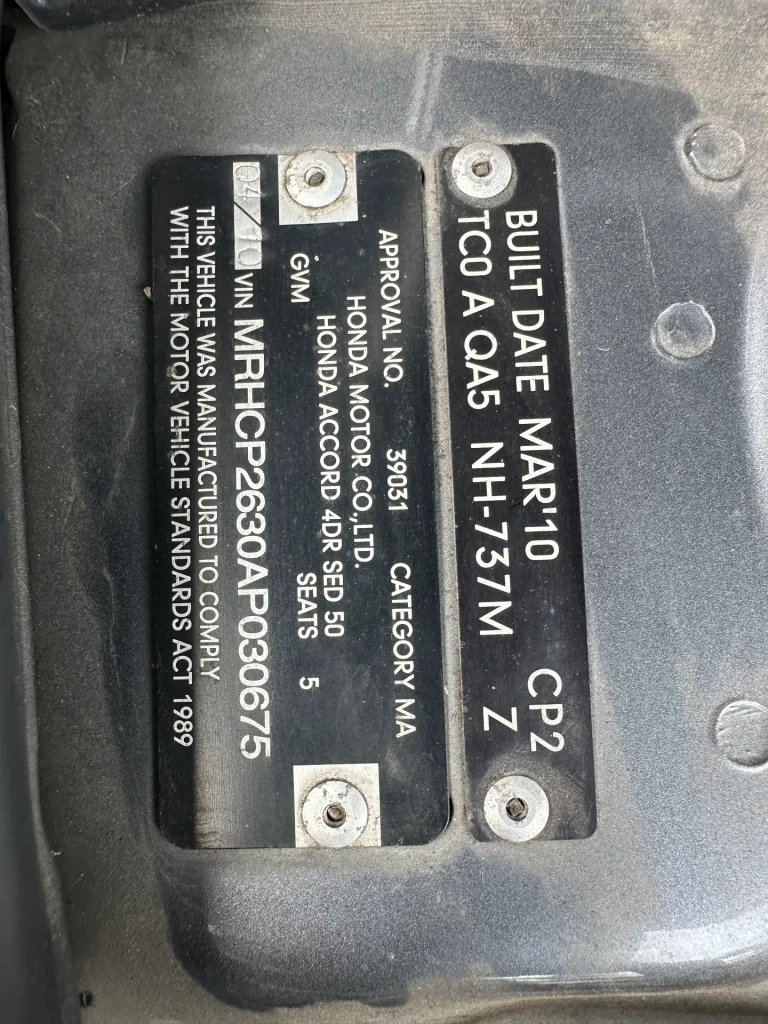 BUILT DATE MAR'10 CP2
TC0 A QA5 NH-737M Z
APPROVAL NO. 39031 CATEGORY MA
HONDA MOTOR CO.,LTD.
HONDA ACCORD 4DR SED 50
GVM SEATS 5
04/10 VIN MRHCP2630AP030675
THIS VEHICLE WAS MANUFACTURED TO COMPLY
WITH THE MOTOR VEHICLE STANDARDS ACT 1989